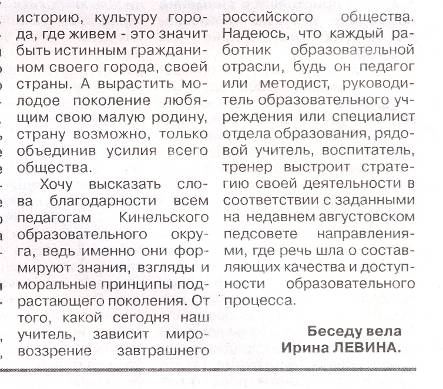 историю, культуру горо-
да, где живем - это значит
быть истинным граждани-
ном своего города, своей
страны. А вырастить мо-
лодое поколение любя-
щим свою малую родину,
страну возможно, только
объединив усилия всего
общества.
Хочу высказать сло-
ва благодарности всем
педагогам Кинельского
образовательного окру-
га, ведь именно они фор-
мируют знания, взгляды и
моральные принципы под-
растающего поколения. От
того, какой сегодня наш
учитель, зависит миро-
воззрение завтрашнего
российского общества.
Надеюсь, что каждый ра-
ботник образовательной
отрасли, будь он педагог
или методист, руководи-
тель образовательного уч-
реждения или специалист
отдела образования, рядо-
вой учитель, воспитатель,
тренер выстроит страте-
гию своей деятельности в
соответствии с заданными
на недавнем августовском
педсовете направления-
ми, где речь шла о состав-
ляющих качества и доступ-
ности образовательного
процесса.
Беседу вела
Ирина ЛЕВИНА.